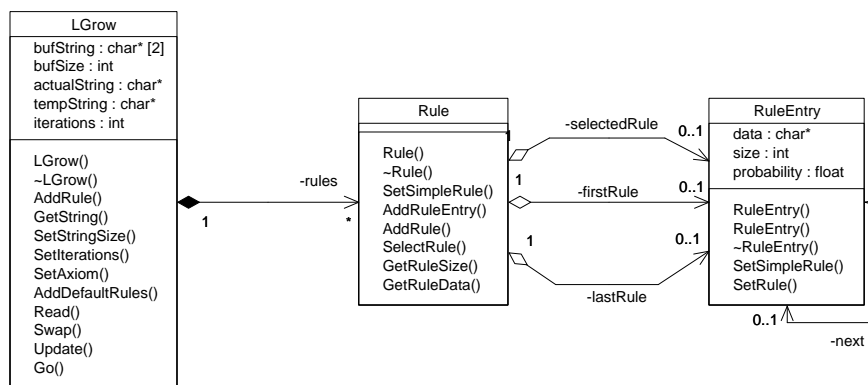 LGrow
bufString : char* [2]
bufSize : int
actualString : char*
tempString : char*
iterations : int
LGrow()
~LGrow()
AddRule()
GetString()
SetStringSize()
SetIterations()
SetAxiom()
AddDefaultRules()
Read()
Swap()
Update()
Go()
1
-rules
*
Rule
Rule()
~Rule()
SetSimpleRule()
AddRuleEntry()
AddRule()
SelectRule()
GetRuleSize()
GetRuleData()
1
-selectedRule
0..1
1
-firstRule
0..1
1
-lastRule
0..1
RuleEntry
data : char*
size : int
probability : float
RuleEntry()
RuleEntry()
~RuleEntry()
SetSimpleRule()
SetRule()
0..1
-next